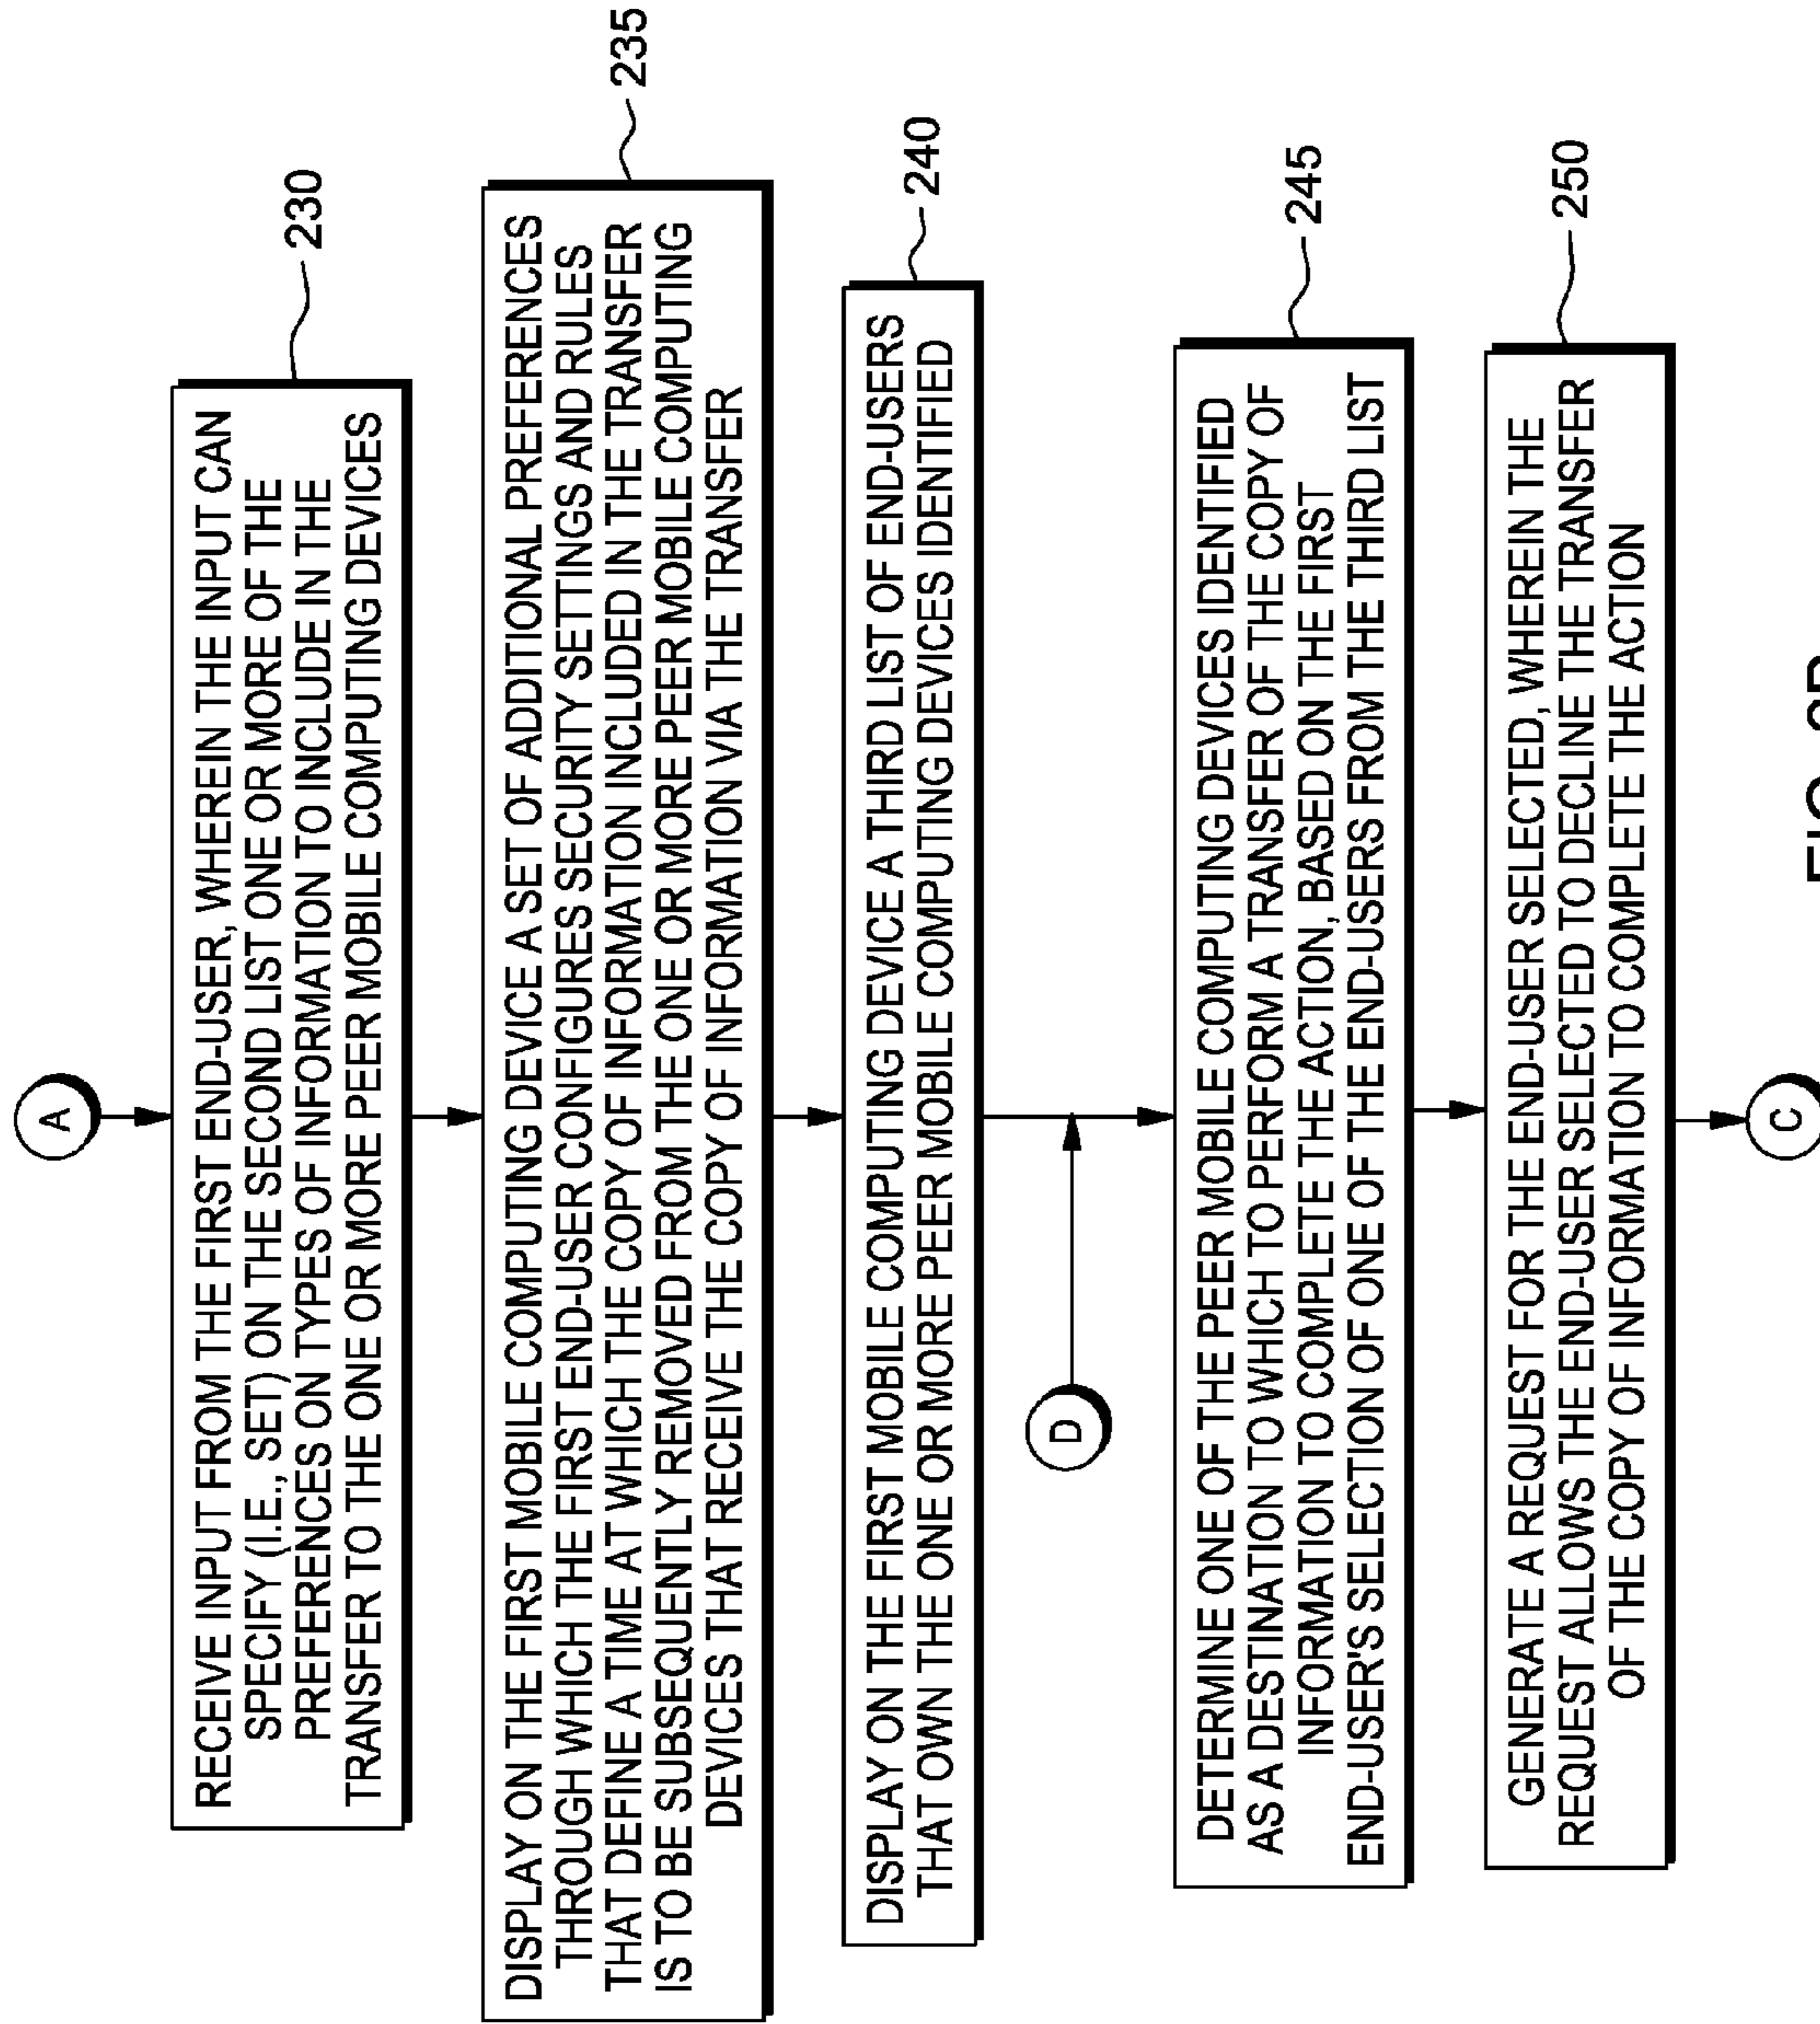 A
RECEIVE INPUT FROM THE FIRST END-USER, WHEREIN THE INPUT CAN
SPECIFY (I.E., SET) ON THE SECOND LIST ONE OR MORE OF THE
PREFERENCES ON TYPES OF INFORMATION TO INCLUDE IN THE
TRANSFER TO THE ONE OR MORE PEER MOBILE COMPUTING DEVICES
230
DISPLAY ON THE FIRST MOBILE COMPUTING DEVICE A SET OF ADDITIONAL PREFERENCES
THROUGH WHICH THE FIRST END-USER CONFIGURES SECURITY SETTINGS AND RULES
THAT DEFINE A TIME AT WHICH THE COPY OF INFORMATION INCLUDED IN THE TRANSFER
IS TO BE SUBSEQUENTLY REMOVED FROM THE ONE OR MORE PEER MOBILE COMPUTING
DEVICES THAT RECEIVE THE COPY OF INFORMATION VIA THE TRANSFER
235
DISPLAY ON THE FIRST MOBILE COMPUTING DEVICE A THIRD LIST OF END-USERS
THAT OWN THE ONE OR MORE PEER MOBILE COMPUTING DEVICES IDENTIFIED
240
D
DETERMINE ONE OF THE PEER MOBILE COMPUTING DEVICES IDENTIFIED
AS A DESTINATION TO WHICH TO PERFORM A TRANSFER OF THE COPY OF
INFORMATION TO COMPLETE THE ACTION, BASED ON THE FIRST
END-USER'S SELECTION OF ONE OF THE END-USERS FROM THE THIRD LIST
245
GENERATE A REQUEST FOR THE END-USER SELECTED, WHEREIN THE
REQUEST ALLOWS THE END-USER SELECTED TO DECLINE THE TRANSFER
OF THE COPY OF INFORMATION TO COMPLETE THE ACTION
250
C